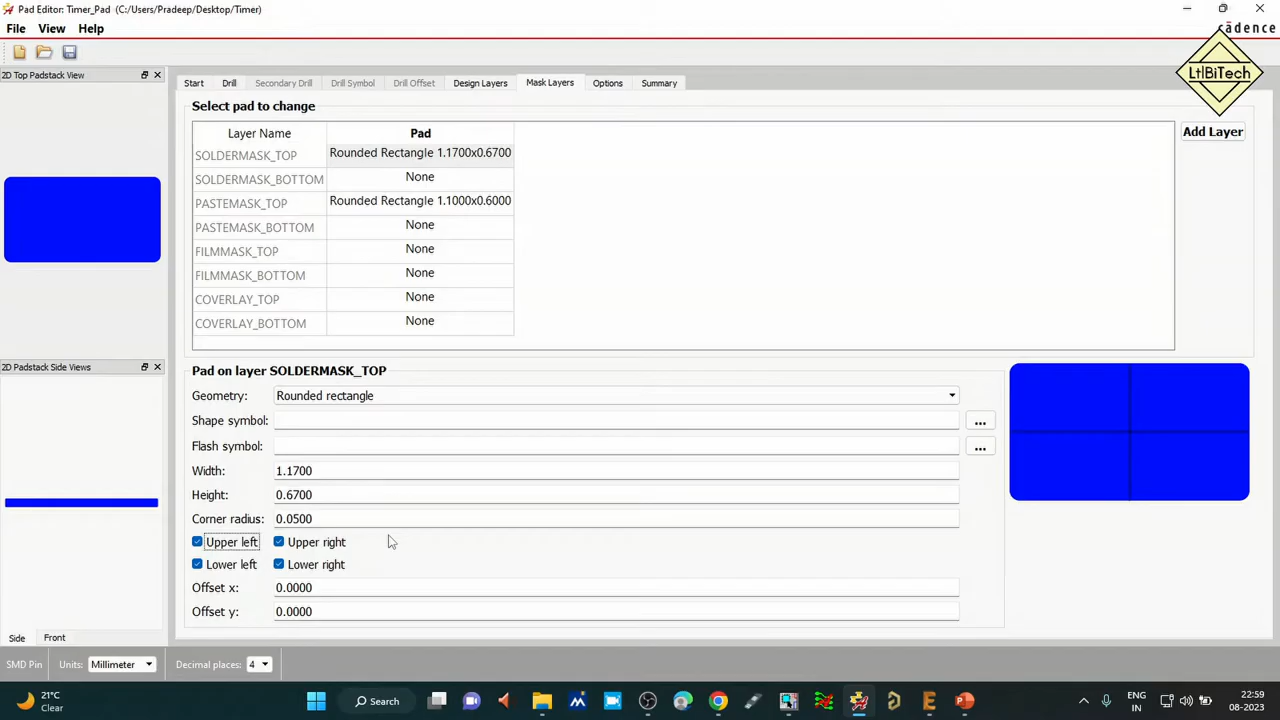 Pad Editor: Timer_Pad (C:/Users/Pradeep/Desktop/Timer)
File View Help
cādence
LtlBiTech
2D Top Padstack View
Start Drill Secondary Drill Drill Symbol Drill Offset Design Layers Mask Layers Options Summary
Select pad to change
Add Layer
Layer Name Pad
SOLDERMASK_TOP Rounded Rectangle 1.1700x0.6700
SOLDERMASK_BOTTOM None
PASTEMASK_TOP Rounded Rectangle 1.1000x0.6000
PASTEMASK_BOTTOM None
FILMMASK_TOP None
FILMMASK_BOTTOM None
COVERLAY_TOP None
COVERLAY_BOTTOM None
2D Padstack Side Views
Pad on layer SOLDERMASK_TOP
Geometry: Rounded rectangle
Shape symbol: ...
Flash symbol: ...
Width: 1.1700
Height: 0.6700
Corner radius: 0.0500
Upper left Upper right
Lower left Lower right
Offset x: 0.0000
Offset y: 0.0000
Side Front
SMD Pin Units: Millimeter Decimal places: 4
21°C
Clear
Search
ENG
IN
22:59
08-2023